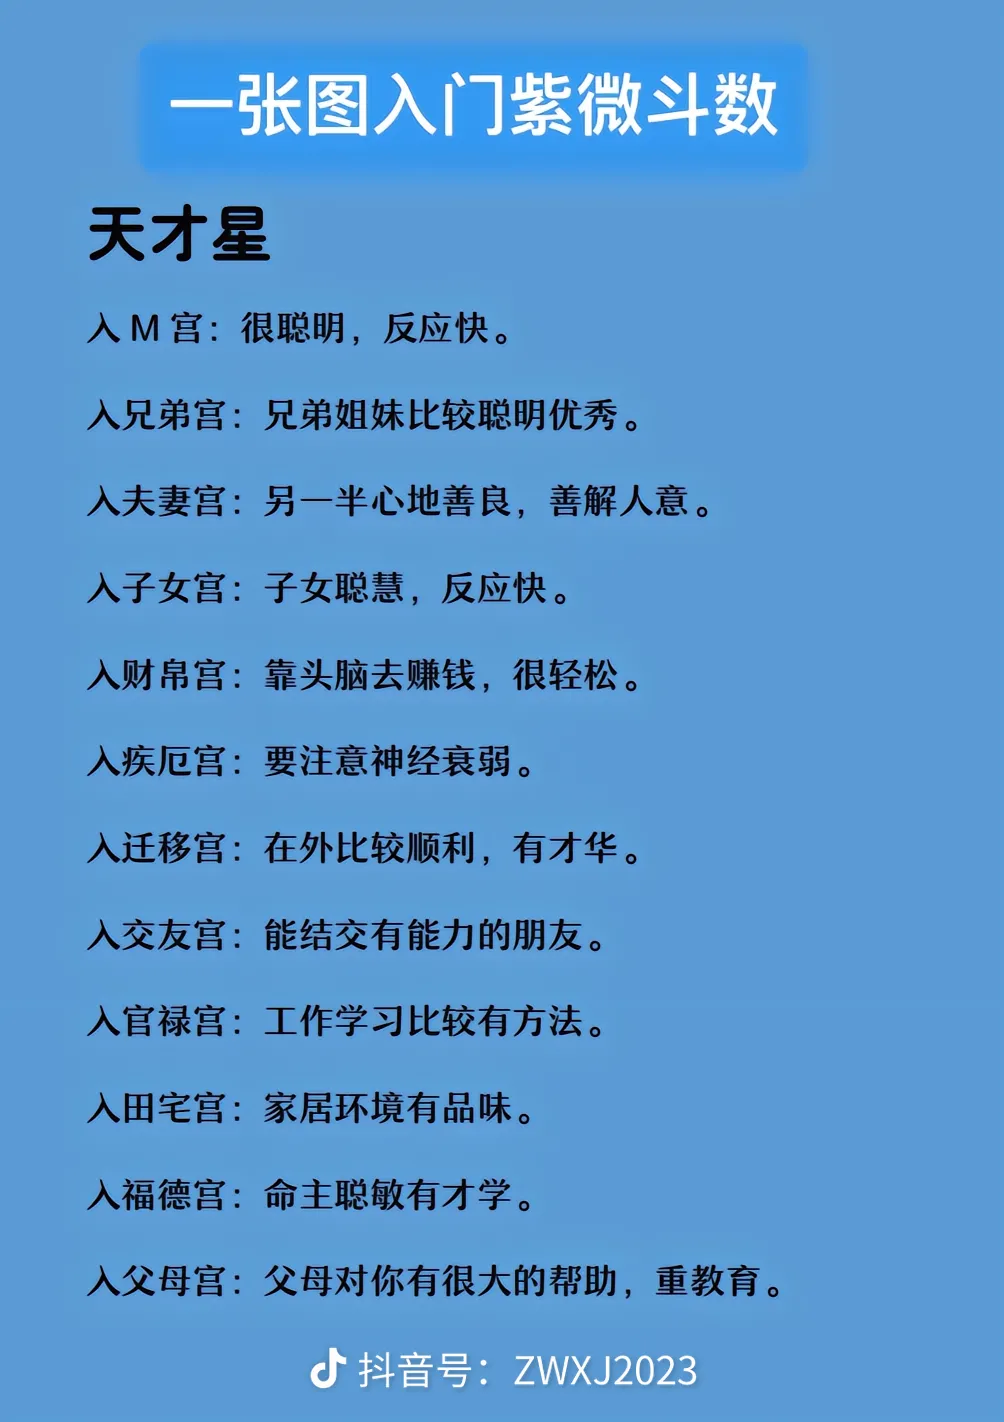 一张图入门紫微斗数
天才星
入 M 宫：很聪明，反应快。
入兄弟宫：兄弟姐妹比较聪明优秀。
入夫妻宫：另一半心地善良，善解人意。
入子女宫：子女聪慧，反应快。
入财帛宫：靠头脑去赚钱，很轻松。
入疾厄宫：要注意神经衰弱。
入迁移宫：在外比较顺利，有才华。
入交友宫：能结交有能力的朋友。
入官禄宫：工作学习比较有方法。
入田宅宫：家居环境有品味。
入福德宫：命主聪敏有才学。
入父母宫：父母对你有很大的帮助，重教育。
抖音号：ZWXJ2023